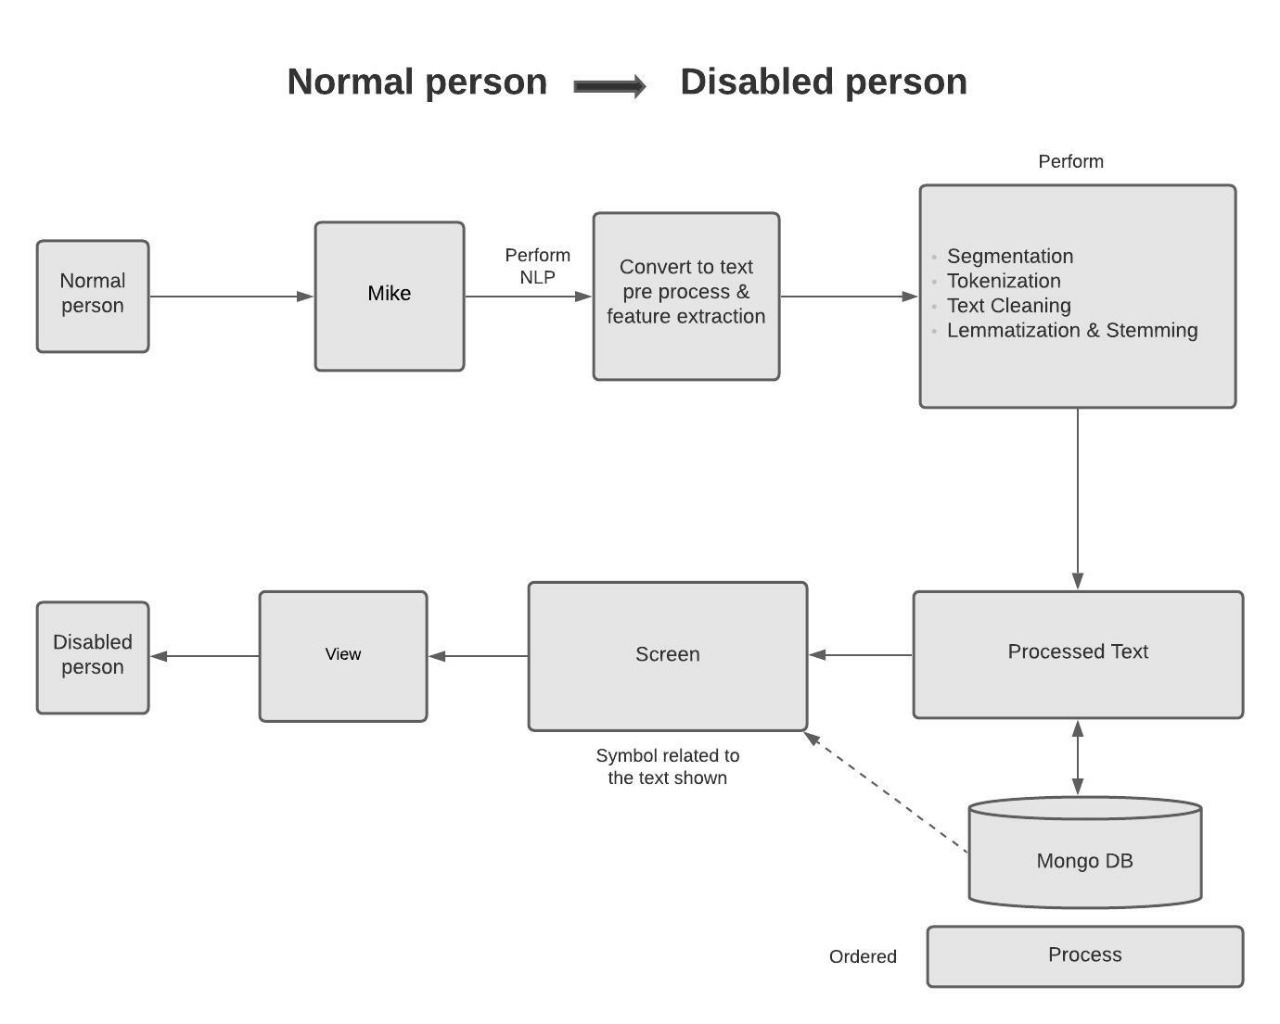 Normal person
Disabled person
Perform
Normal
person
Mike
Perform
NLP
Convert to text
pre process &
feature extraction
Segmentation
Tokenization
Text Cleaning
Lemmatization & Stemming
Disabled
person
View
Screen
Processed Text
Symbol related to
the text shown
Mongo DB
Ordered
Process